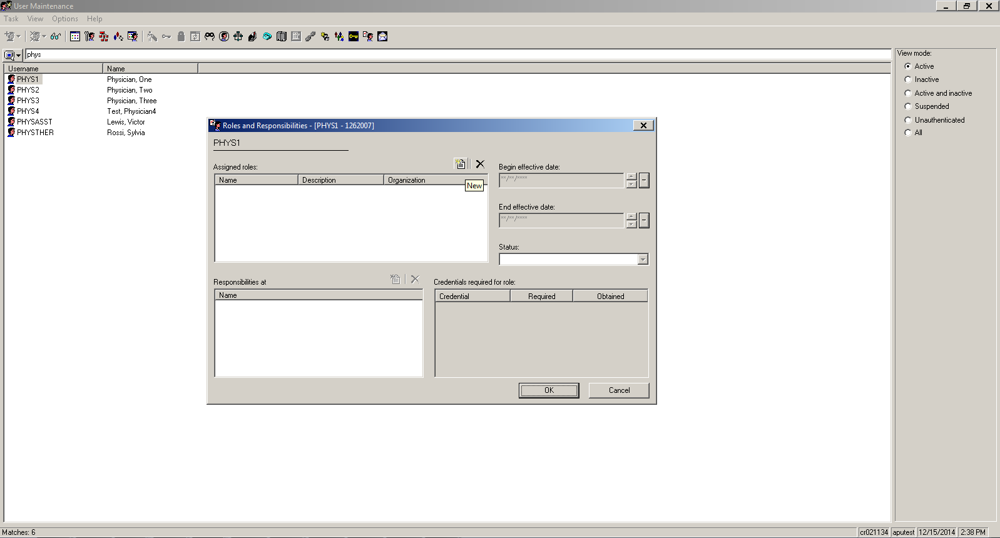 User Maintenance
Task View Options Help
phys
Username Name
PHYS1 Physician, One
PHYS2 Physician, Two
PHYS3 Physician, Three
PHYS4 Test, Physician4
PHYSASST Lewis, Victor
PHYSTHER Rossi, Sylvia
View mode:
Active
Inactive
Active and inactive
Suspended
Unauthenticated
All
Roles and Responsibilities - [PHYS1 - 1262007]
PHYS1
Assigned roles:
Name Description Organization
New
Begin effective date:
**/**/****
End effective date:
**/**/****
Status:
Responsibilities at
Name
Credentials required for role:
Credential Required Obtained
OK Cancel
Matches: 6
cr021134 aputest 12/15/2014 2:38 PM